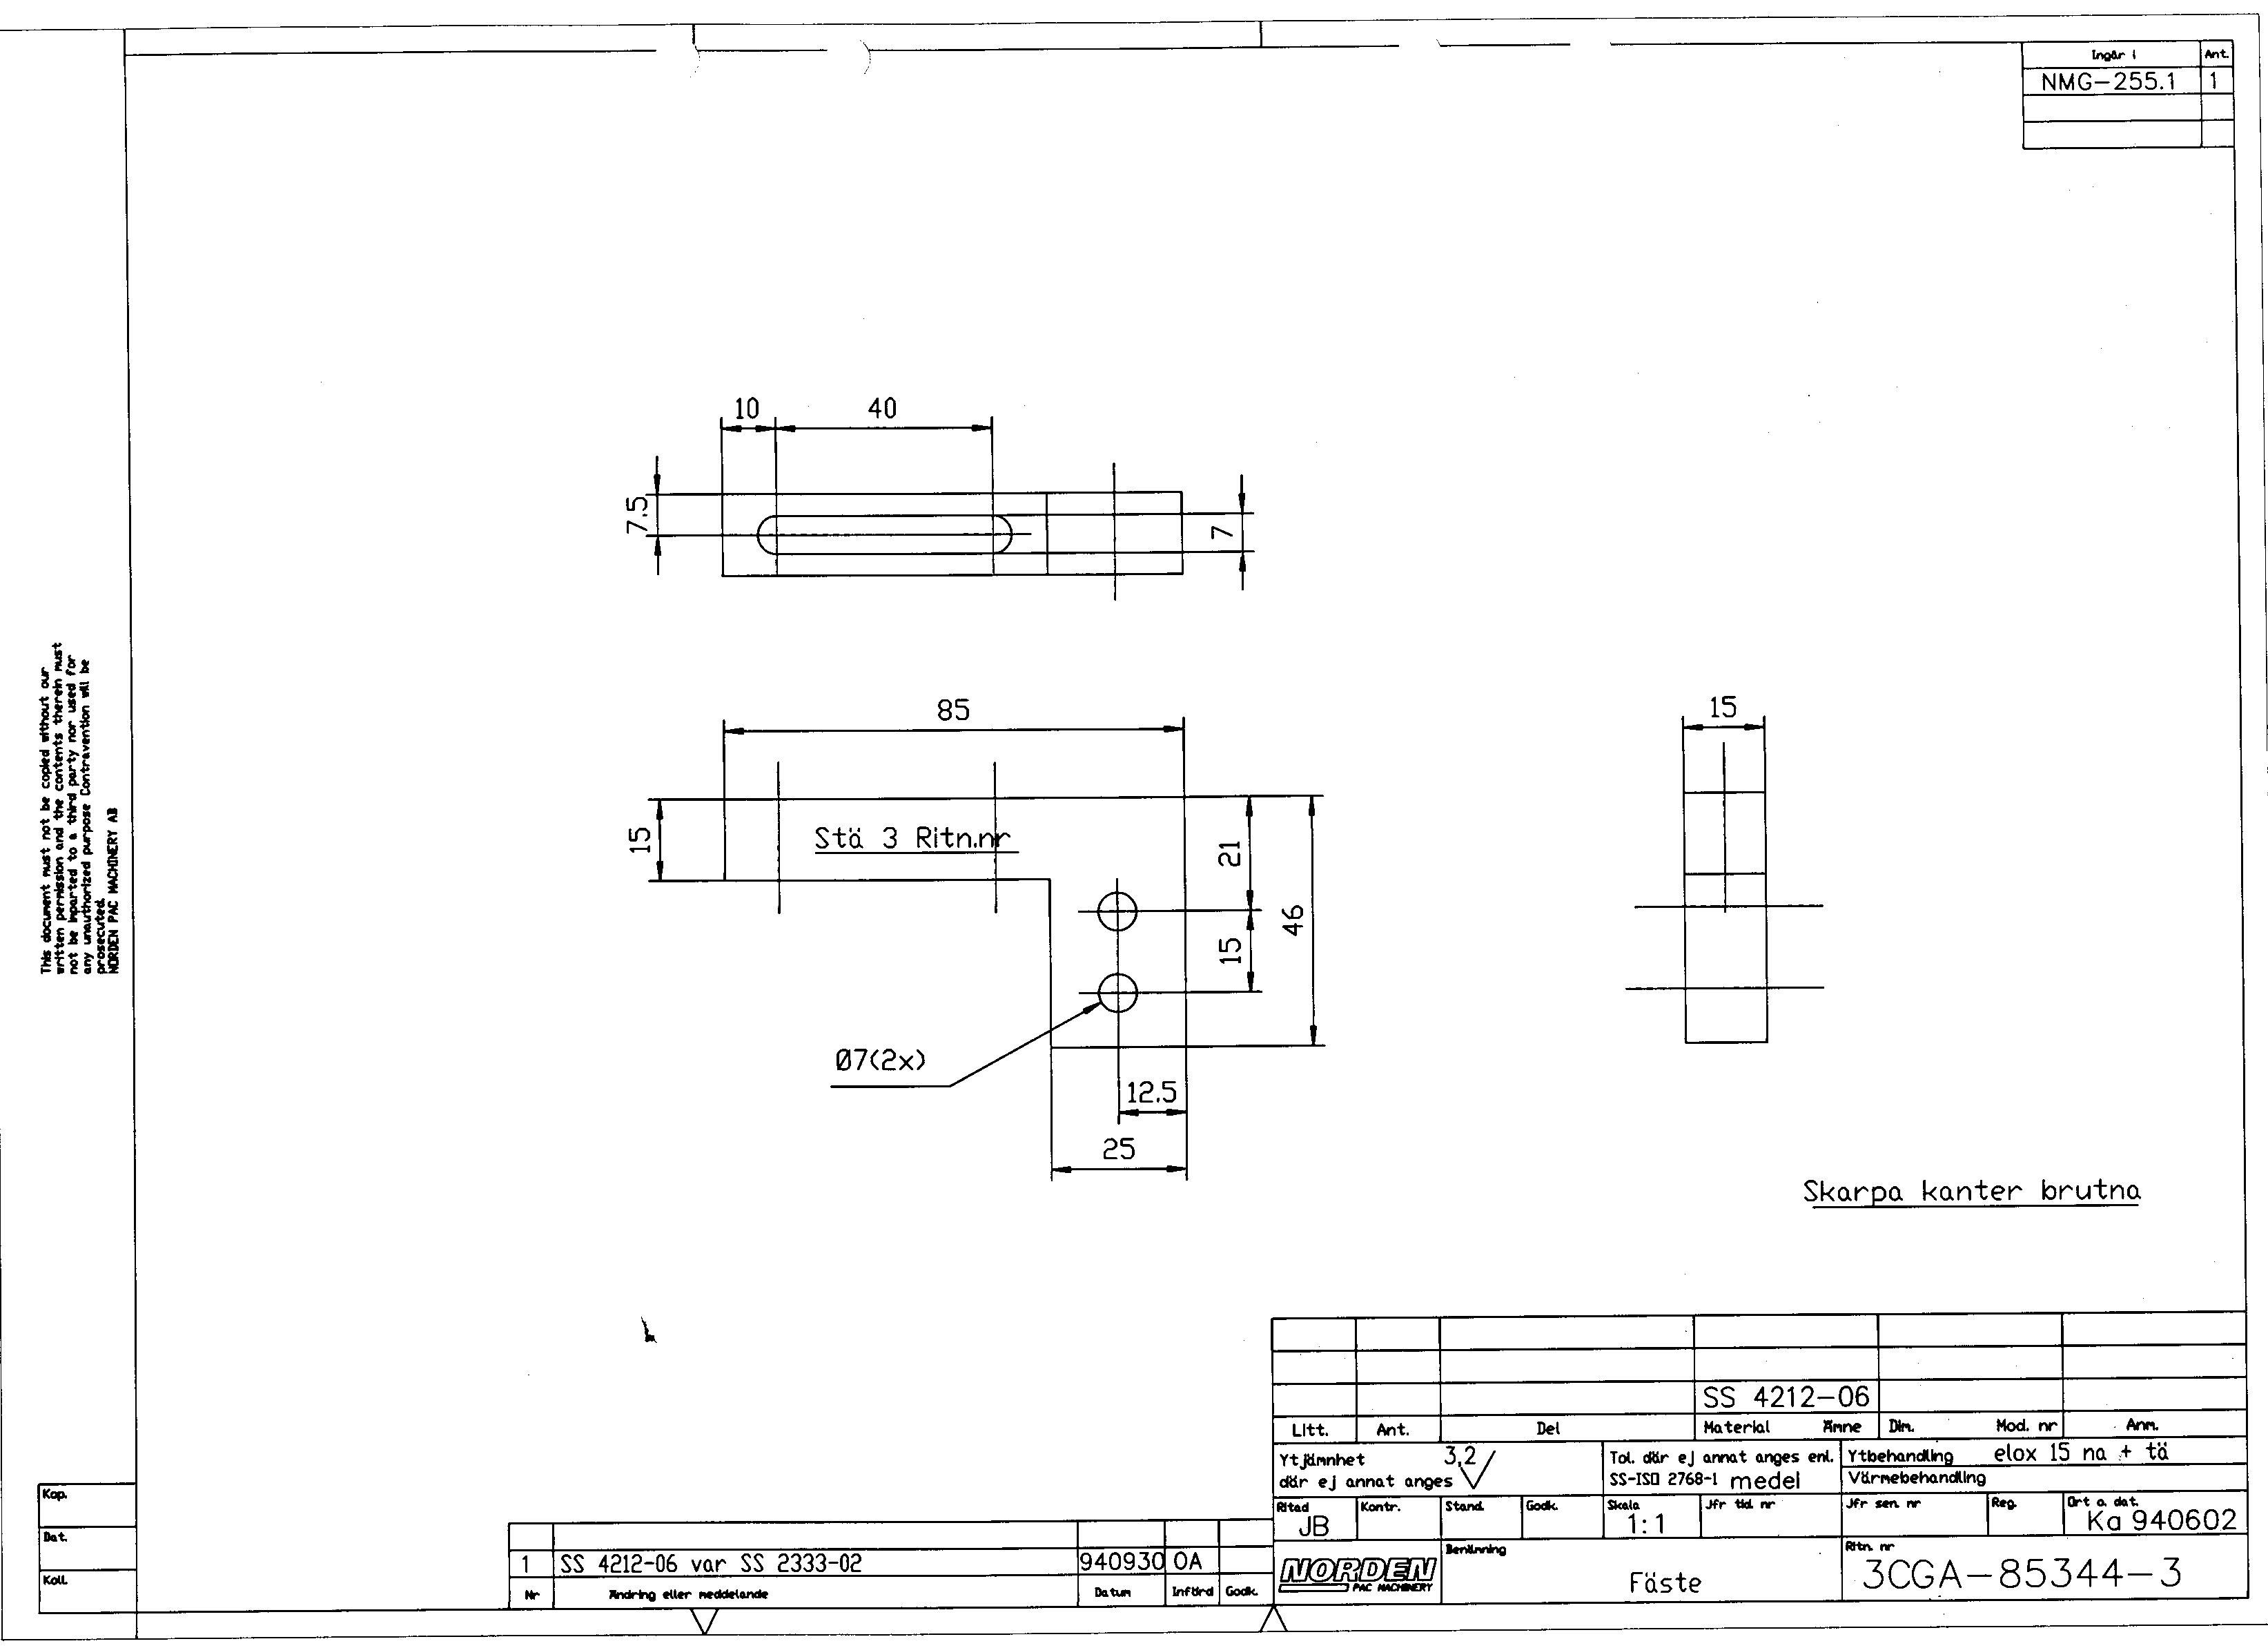 Ingår i Ant.
NMG-255.1 1
10 40
7.5
7
85
15
15
Stä 3 Ritn.nr
21
15
46
Ø7(2x)
12.5
25
Skarpa kanter brutna
This document must not be copied without our
written permission and the contents therein must
not be imparted to a third party nor used for
any unauthorized purpose Contravention will be
prosecuted.
NORDEN PAC MACHINERY AB
Kop.
Dat.
Koll.
SS 4212-06
Litt. Ant. Del Material Ämne Dim. Mod. nr Anm.
Ytjämnhet 3,2
där ej annat anges
Tol. där ej annat anges enl.
SS-ISO 2768-1 medel
Ytbehandling elox 15 na + tä
Värmebehandling
Ritad Kontr. Stand. Godk. Skala Jfr tid. nr Jfr sen. nr Reg. Ort o. dat.
JB 1:1 Ka 940602
1 SS 4212-06 var SS 2333-02 940930 OA
Nr Ändring eller meddelande Datum Införd Godk.
NORDEN
PAC MACHINERY
Benämning
Fäste
Ritn. nr
3CGA-85344-3